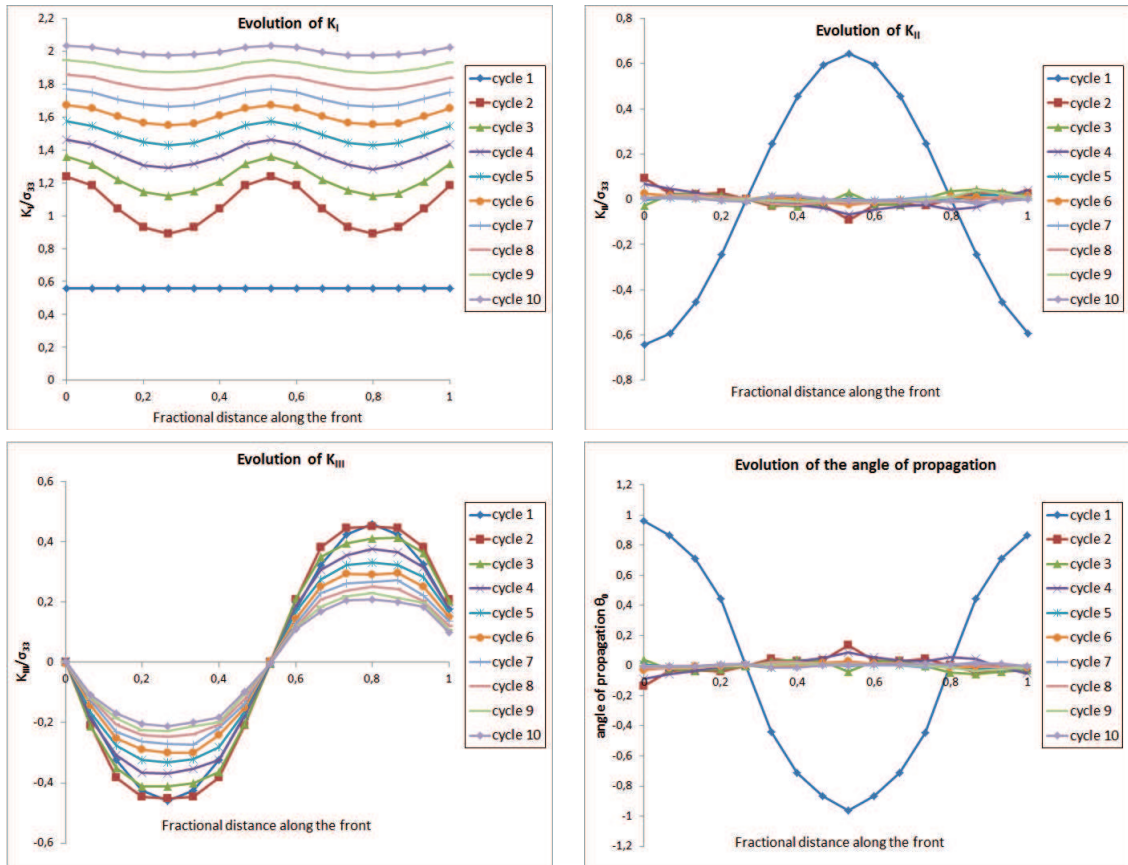 Evolution of K_I
K_I/σ_33
2,2
2
1,8
1,6
1,4
1,2
1
0,8
0,6
0,4
0,2
0
0 0,2 0,4 0,6 0,8 1
Fractional distance along the front
cycle 1
cycle 2
cycle 3
cycle 4
cycle 5
cycle 6
cycle 7
cycle 8
cycle 9
cycle 10
Evolution of K_II
K_II/σ_33
0,8
0,6
0,4
0,2
0
-0,2
-0,4
-0,6
-0,8
0 0,2 0,4 0,6 0,8 1
Fractional distance along the front
cycle 1
cycle 2
cycle 3
cycle 4
cycle 5
cycle 6
cycle 7
cycle 8
cycle 9
cycle 10
Evolution of K_III
K_III/σ_33
0,6
0,4
0,2
0
-0,2
-0,4
-0,6
0 0,2 0,4 0,6 0,8 1
Fractional distance along the front
cycle 1
cycle 2
cycle 3
cycle 4
cycle 5
cycle 6
cycle 7
cycle 8
cycle 9
cycle 10
Evolution of the angle of propagation
angle of propagation θ_0
1,2
1
0,8
0,6
0,4
0,2
0
-0,2
-0,4
-0,6
-0,8
-1
-1,2
0 0,2 0,4 0,6 0,8 1
Fractional distance along the front
cycle 1
cycle 2
cycle 3
cycle 4
cycle 5
cycle 6
cycle 7
cycle 8
cycle 9
cycle 10